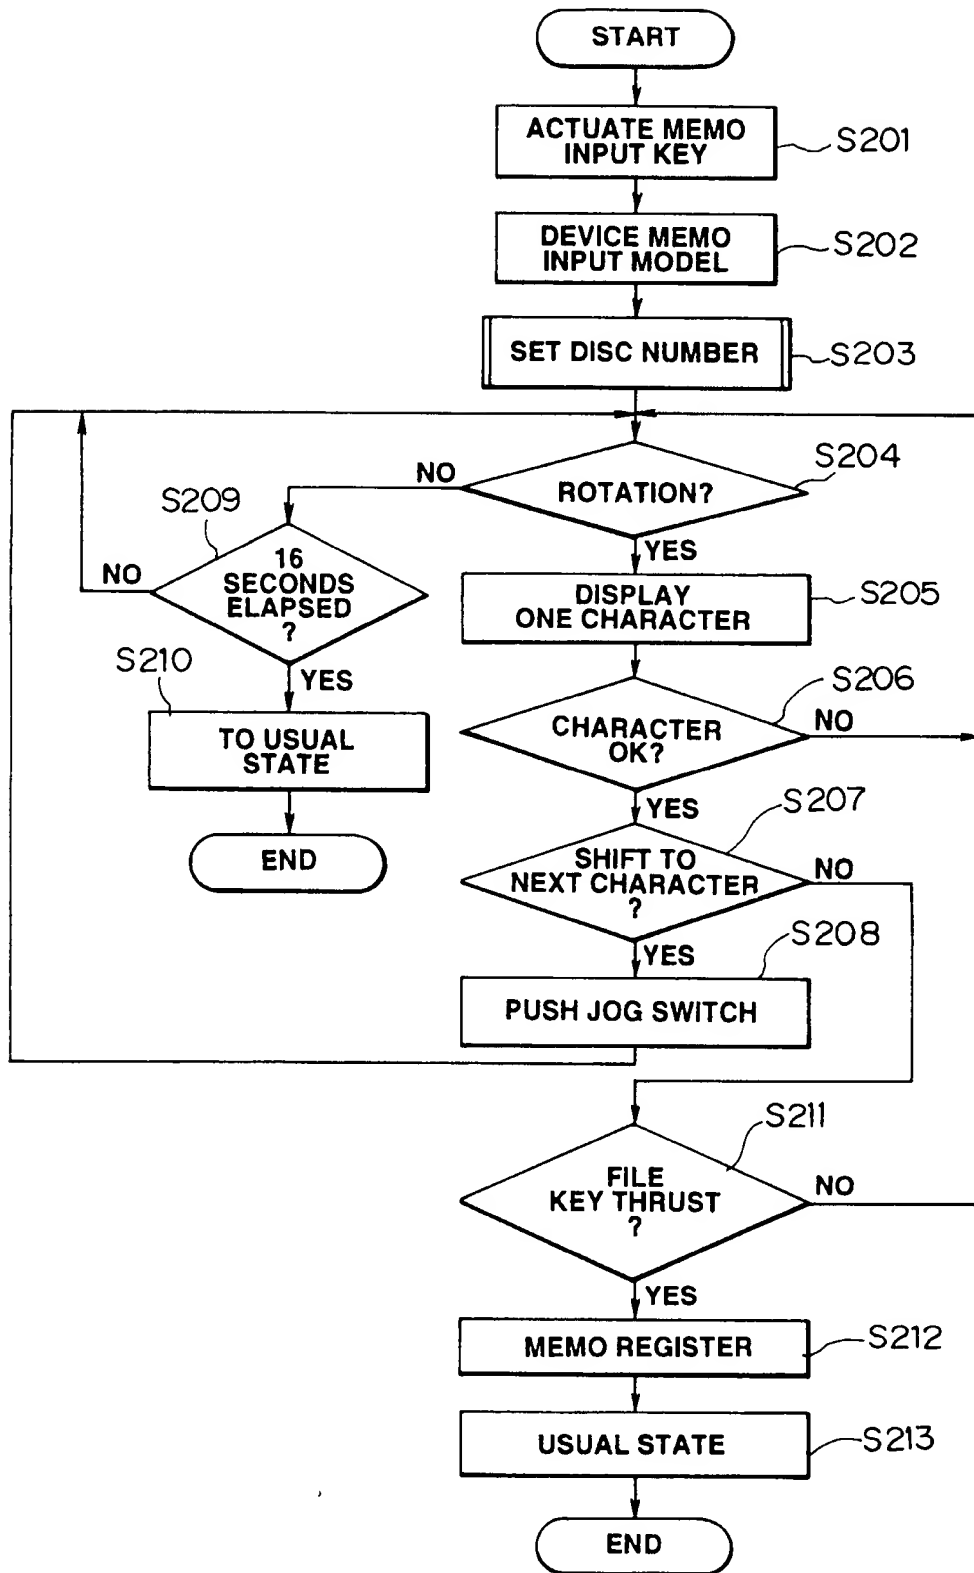 START
ACTUATE MEMO
INPUT KEY
S201
DEVICE MEMO
INPUT MODEL
S202
SET DISC NUMBER
S203
ROTATION?
S204
NO
YES
S209
16
SECONDS
ELAPSED
?
NO
YES
DISPLAY
ONE CHARACTER
S205
S210
TO USUAL
STATE
END
CHARACTER
OK?
S206
NO
YES
SHIFT TO
NEXT CHARACTER
?
S207
NO
YES
PUSH JOG SWITCH
S208
FILE
KEY THRUST
?
S211
NO
YES
MEMO REGISTER
S212
USUAL STATE
S213
END